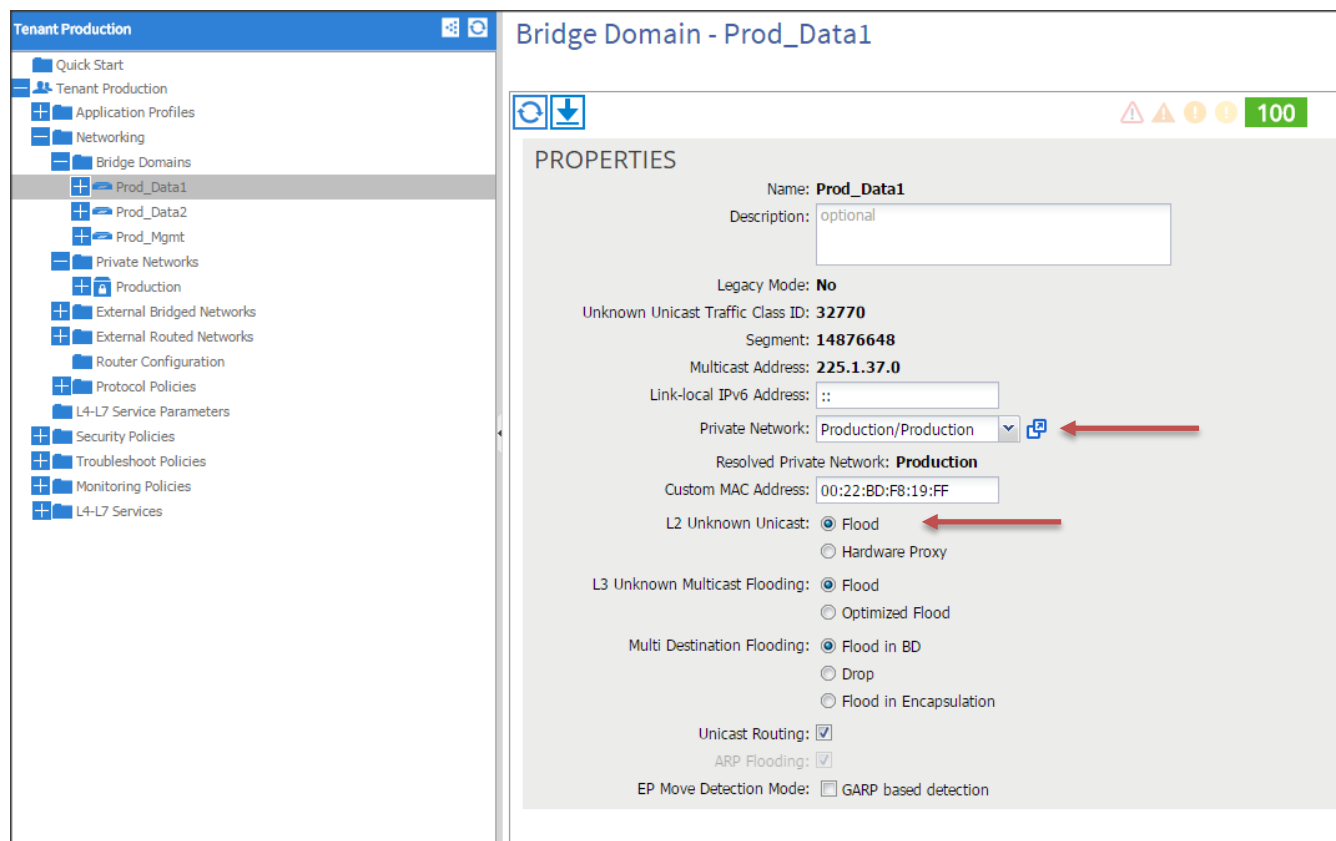 Tenant Production
Quick Start
Tenant Production
Application Profiles
Networking
Bridge Domains
Prod_Data1
Prod_Data2
Prod_Mgmt
Private Networks
Production
External Bridged Networks
External Routed Networks
Router Configuration
Protocol Policies
L4-L7 Service Parameters
Security Policies
Troubleshoot Policies
Monitoring Policies
L4-L7 Services
Bridge Domain - Prod_Data1
100
PROPERTIES
Name: Prod_Data1
Description: optional
Legacy Mode: No
Unknown Unicast Traffic Class ID: 32770
Segment: 14876648
Multicast Address: 225.1.37.0
Link-local IPv6 Address: ::
Private Network: Production/Production
Resolved Private Network: Production
Custom MAC Address: 00:22:BD:F8:19:FF
L2 Unknown Unicast: Flood
Hardware Proxy
L3 Unknown Multicast Flooding: Flood
Optimized Flood
Multi Destination Flooding: Flood in BD
Drop
Flood in Encapsulation
Unicast Routing:
ARP Flooding:
EP Move Detection Mode: GARP based detection